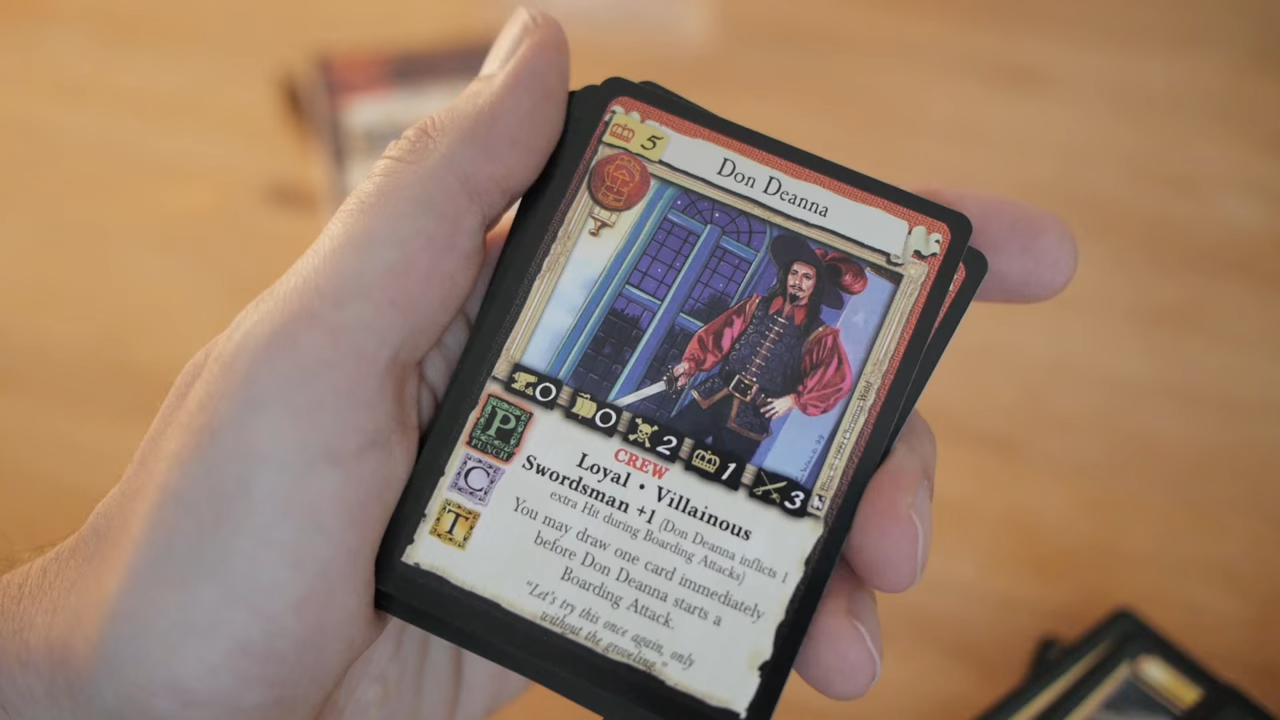 5
Don Deanna
0 0 2 1 3
P
PUNCH
C
T
CREW
Loyal • Villainous
Swordsman +1 (Don Deanna inflicts 1
extra Hit during Boarding Attacks)
You may draw one card immediately
before Don Deanna starts a
Boarding Attack.
"Let's try this once again, only
without the groveling."